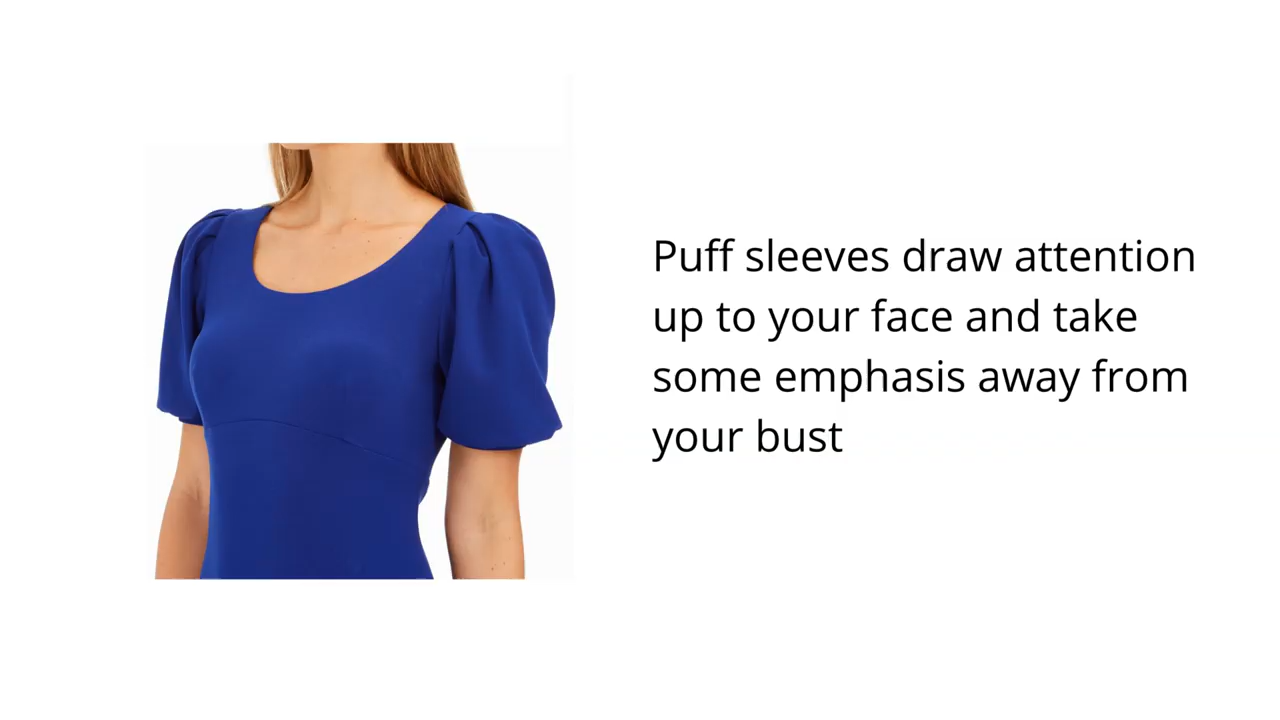 Puff sleeves draw attention
up to your face and take
some emphasis away from
your bust